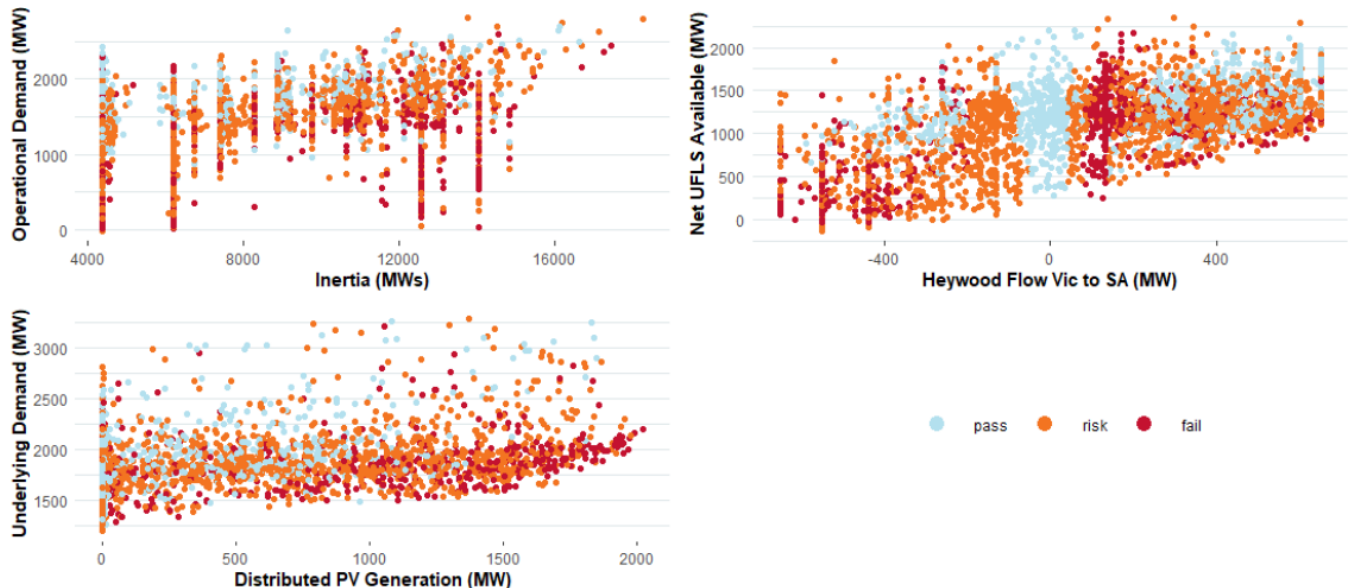 Operational Demand (MW)
2000
1000
0
4000
8000
12000
16000
Inertia (MWs)
Net UFLS Available (MW)
2000
1500
1000
500
0
-400
0
400
Heywood Flow Vic to SA (MW)
Underlying Demand (MW)
3000
2500
2000
1500
0
500
1000
1500
2000
Distributed PV Generation (MW)
pass
risk
fail